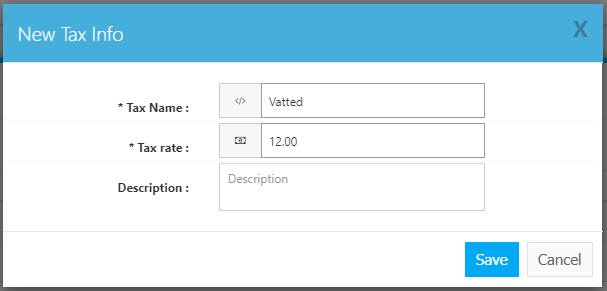 New Tax Info X
* Tax Name : </> Vatted
* Tax rate : 12.00
Description : Description
Save Cancel